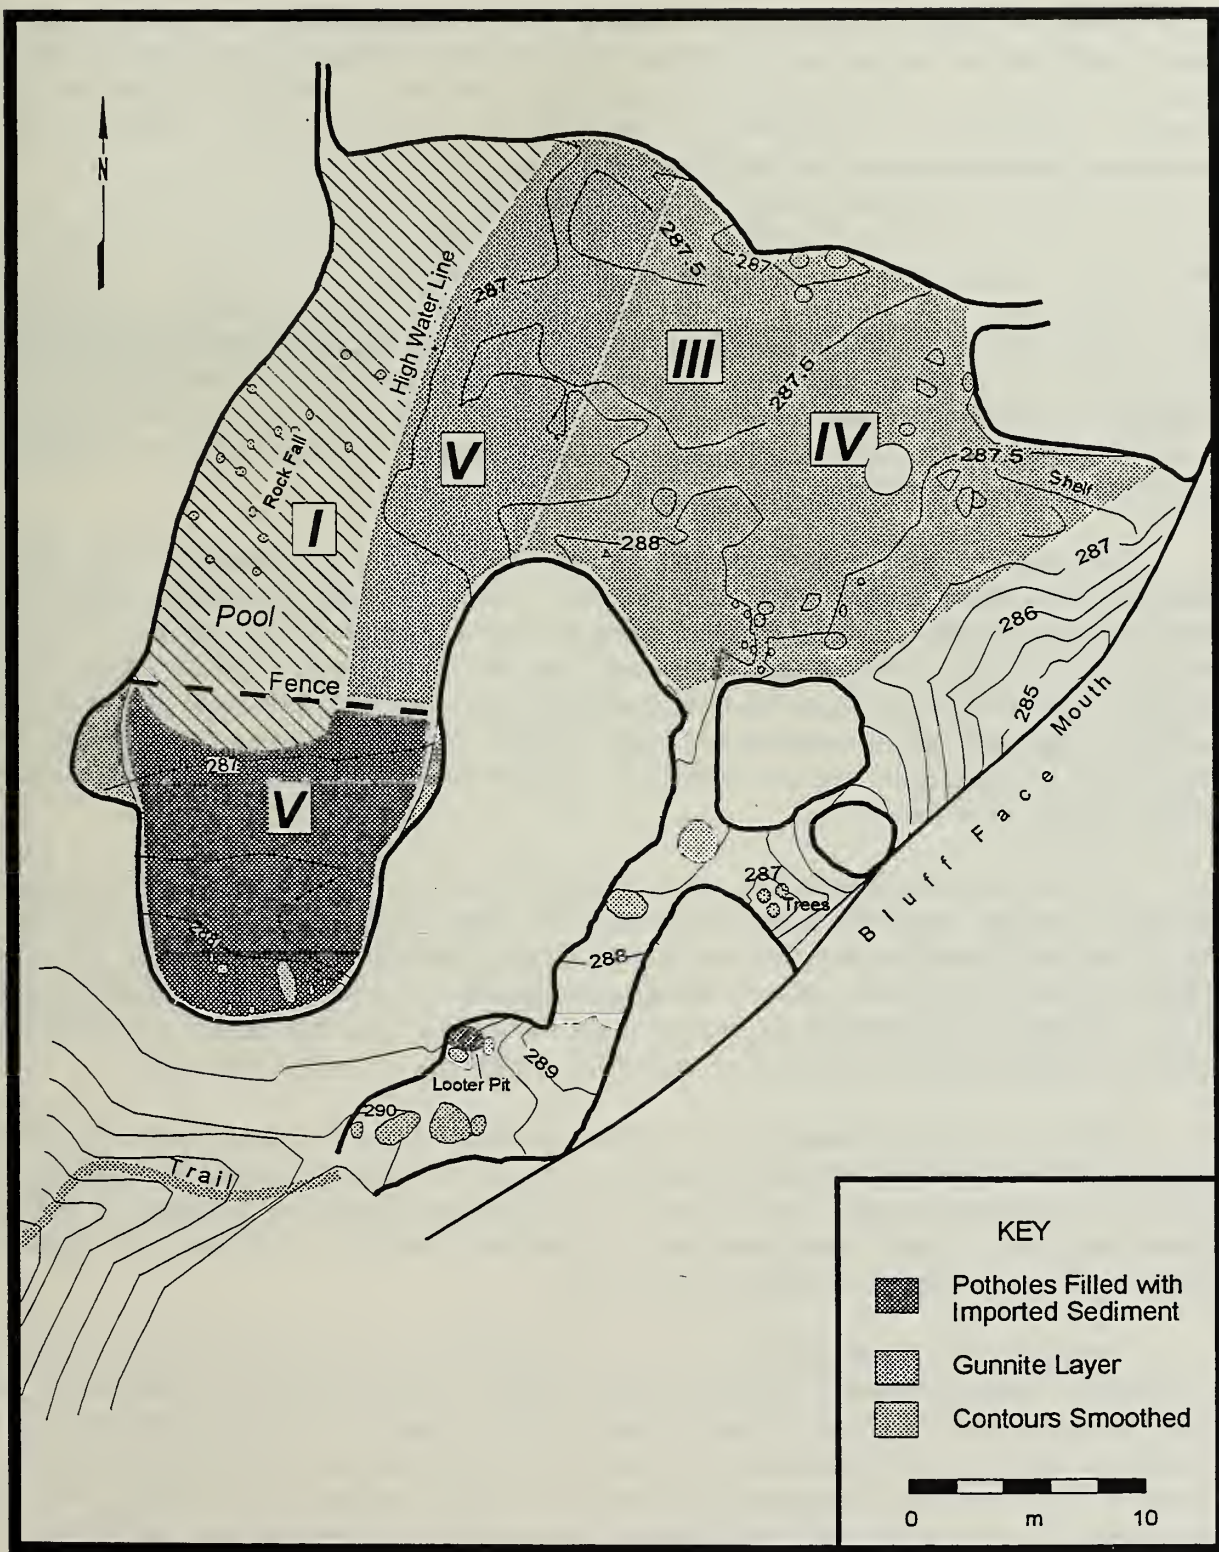 N
High Water Line
287
287.5
287
III
287.5
IV
V
287.5
Shelf
Rock Fall
I
288
287
286
Pool
Fence
285
287
V
Bluff Face Mouth
287
Trees
288
288
289
Looter Pit
290
Trail
KEY
Potholes Filled with
Imported Sediment
Gunnite Layer
Contours Smoothed
0 m 10